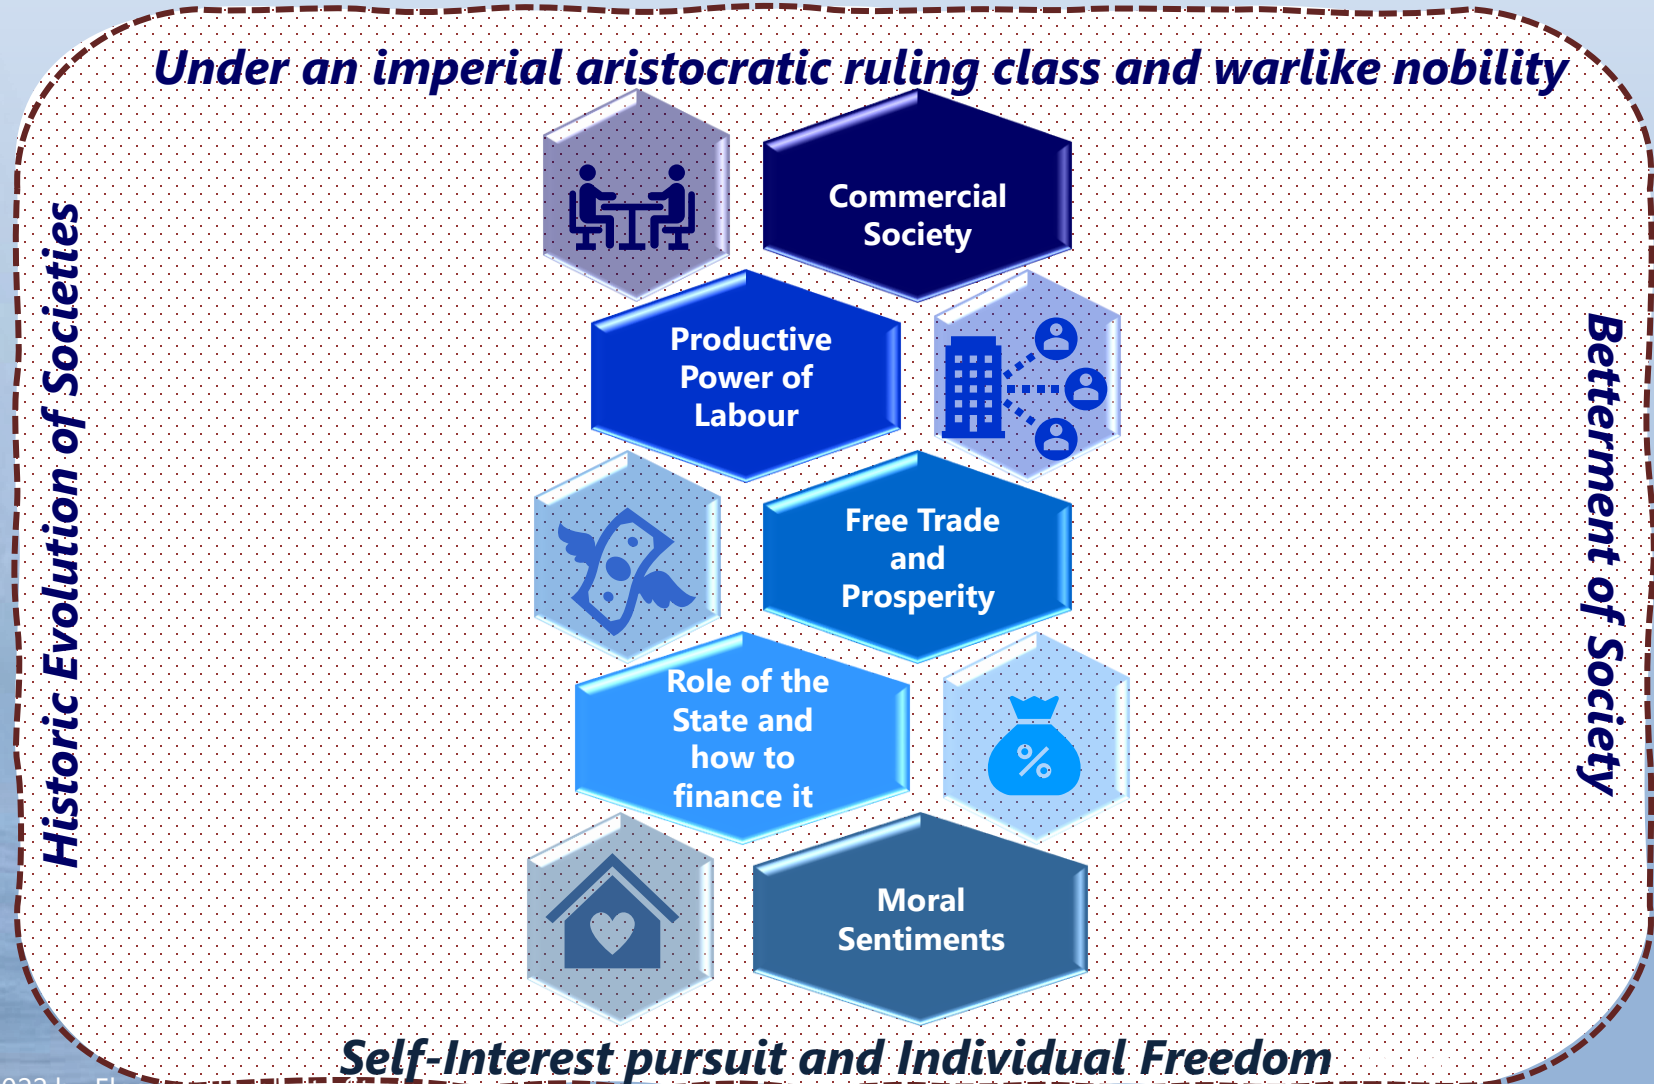 Under an imperial aristocratic ruling class and warlike nobility
Historic Evolution of Societies
Commercial
Society
Productive
Power of
Labour
Free Trade
and
Prosperity
Role of the
State and
how to
finance it
Moral
Sentiments
Betterment of Society
Self-Interest pursuit and Individual Freedom